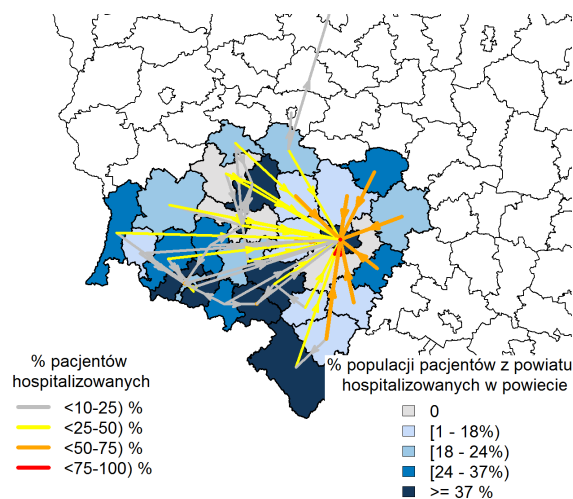 % pacjentów
hospitalizowanych
<10-25) %
<25-50) %
<50-75) %
<75-100) %
% populacji pacjentów z powiatu
hospitalizowanych w powiecie
0
[1 - 18%)
[18 - 24%)
[24 - 37%)
>= 37 %